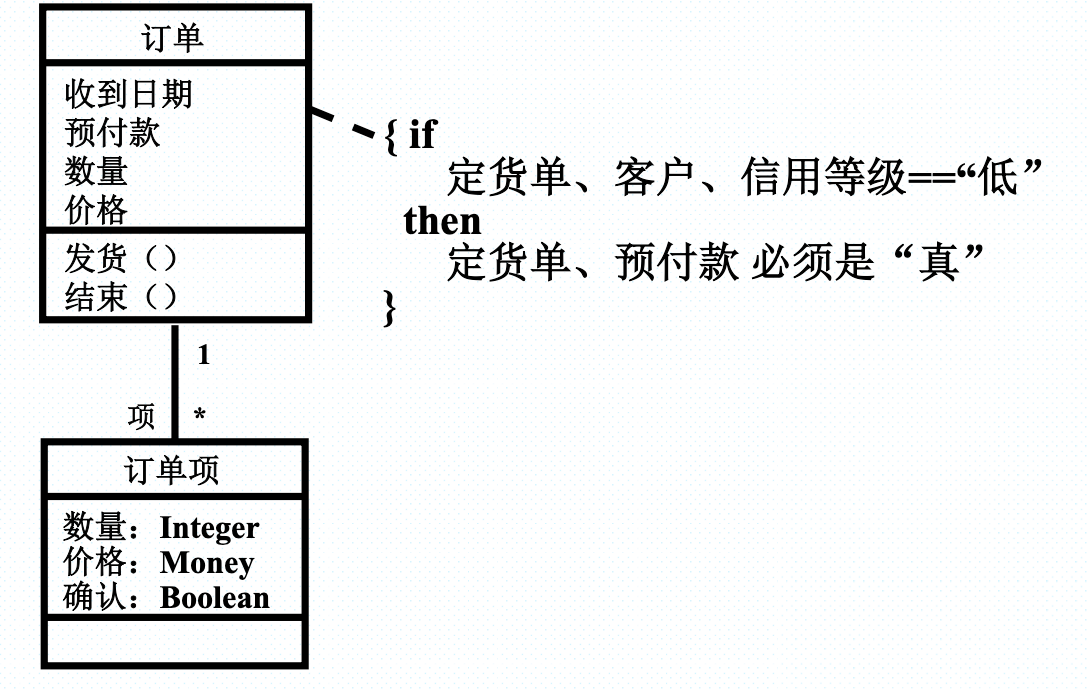 订单
收到日期
预付款
数量
价格
发货（）
结束（）
{ if
定货单、客户、信用等级==“低”
then
定货单、预付款 必须是“真”
}
1
项 *
订单项
数量：Integer
价格：Money
确认：Boolean